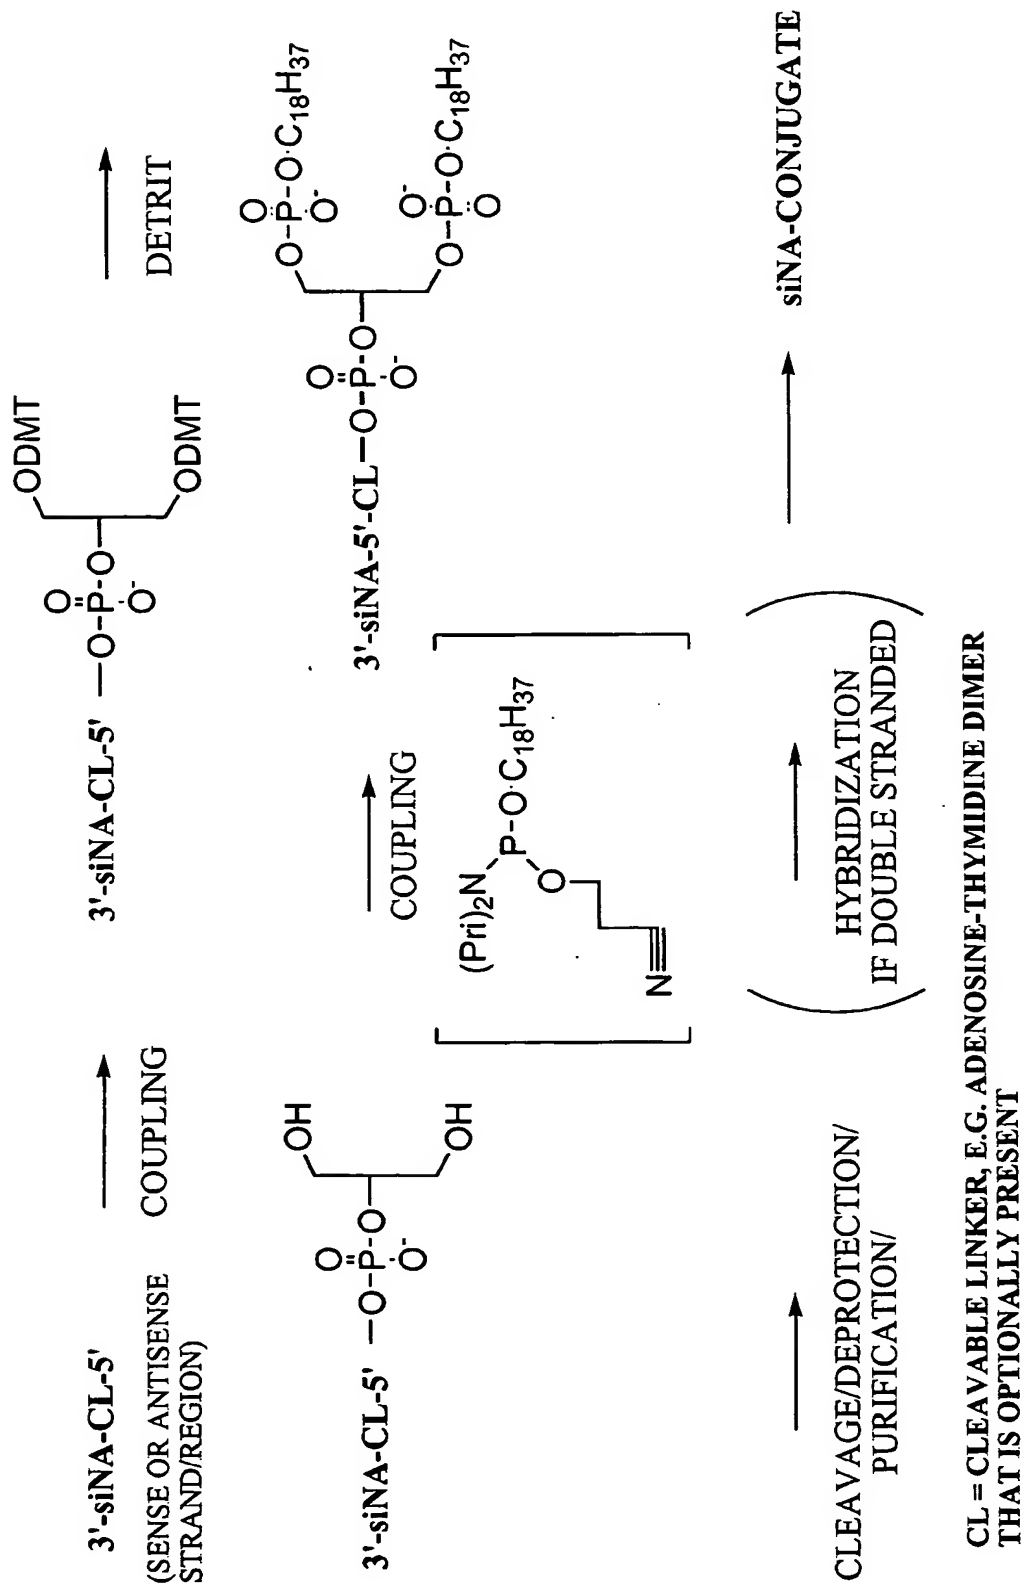 3'-siNA-CL-5'
(SENSE OR ANTISENSE
STRAND/REGION)
COUPLING
3'-siNA-CL-5' —O-P-O
O
O-
ODMT
ODMT
DETRIT
3'-siNA-CL-5' —O-P-O
O
O-
OH
OH
COUPLING
(Pri)2N
P-O·C18H37
O
N
3'-siNA-5'-CL—O-P-O
O
O-
O
O-P-O·C18H37
O-
O-
O-P-O·C18H37
O
CLEAVAGE/DEPROTECTION/
PURIFICATION/
HYBRIDIZATION
IF DOUBLE STRANDED
siNA-CONJUGATE
CL = CLEAVABLE LINKER, E.G. ADENOSINE-THYMIDINE DIMER
THAT IS OPTIONALLY PRESENT